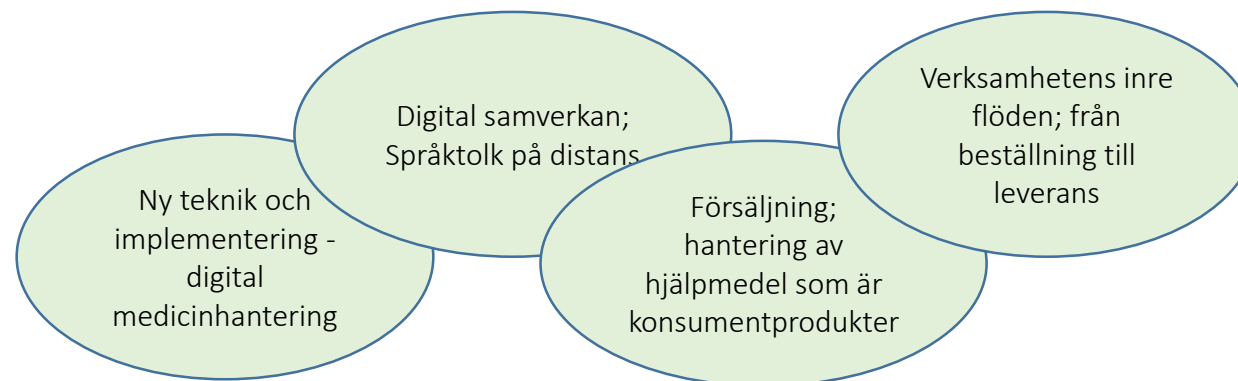 Ny teknik och
implementering -
digital
medicinhantering
Digital samverkan;
Språktolk på distans
Försäljning;
hantering av
hjälpmedel som är
konsumentprodukter
Verksamhetens inre
flöden; från
beställning till
leverans